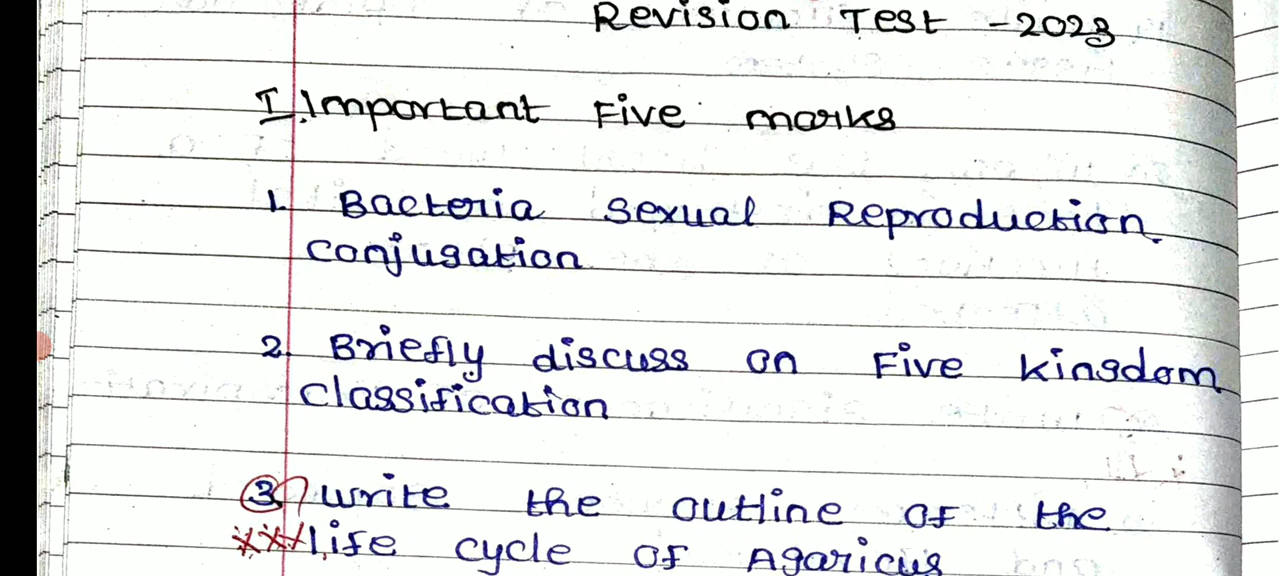 Revision Test - 2023
I. Important Five marks
1. Bacteria sexual Reproduction.
conjugation
2. Briefly discuss on Five kingdom
classification
3 write the outline of the
xxx life cycle of Agaricus